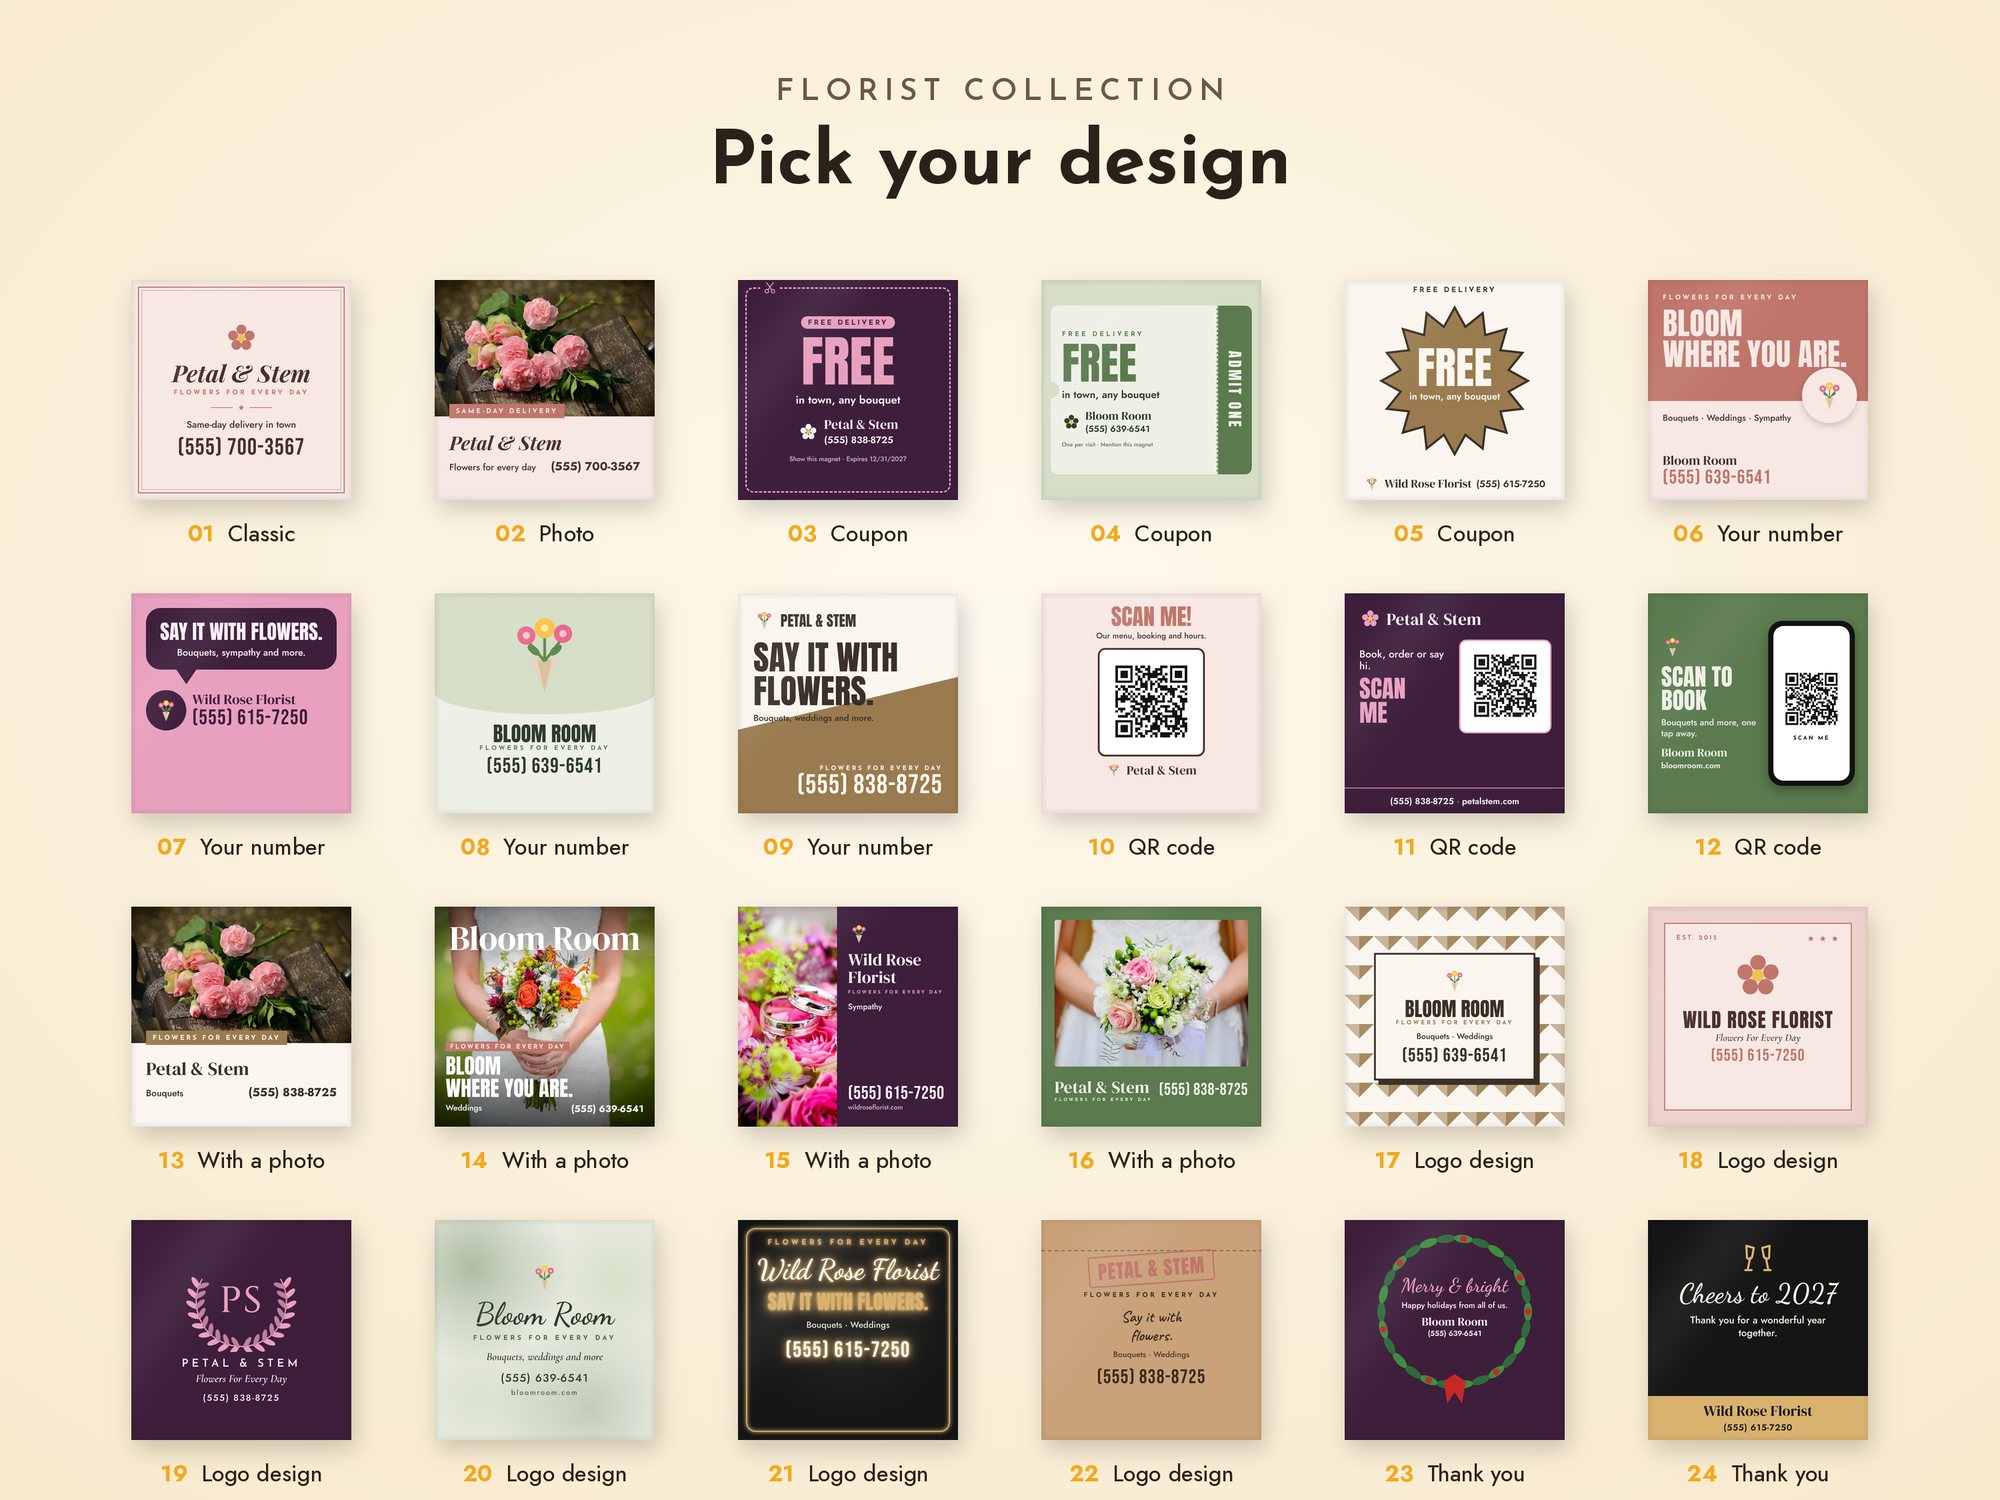 FLORIST COLLECTION
Pick your design
Petal & Stem
FLOWERS FOR EVERY DAY
Same-day delivery in town
(555) 700-3567
01 Classic
SAME-DAY DELIVERY
Petal & Stem
Flowers for every day (555) 700-3567
02 Photo
FREE DELIVERY
FREE
in town, any bouquet
Petal & Stem
(555) 838-8725
Show this magnet · Expires 12/31/2027
03 Coupon
FREE DELIVERY
FREE
in town, any bouquet
Bloom Room
(555) 639-6541
One per visit · Mention this magnet
ADMIT ONE
04 Coupon
FREE DELIVERY
FREE
in town, any bouquet
Wild Rose Florist (555) 615-7250
05 Coupon
FLOWERS FOR EVERY DAY
BLOOM
WHERE YOU ARE.
Bouquets · Weddings · Sympathy
Bloom Room
(555) 639-6541
06 Your number
SAY IT WITH FLOWERS.
Bouquets, sympathy and more.
Wild Rose Florist
(555) 615-7250
07 Your number
BLOOM ROOM
FLOWERS FOR EVERY DAY
(555) 639-6541
08 Your number
PETAL & STEM
SAY IT WITH
FLOWERS.
Bouquets, weddings and more.
FLOWERS FOR EVERY DAY
(555) 838-8725
09 Your number
SCAN ME!
Our menu, booking and hours.
Petal & Stem
10 QR code
Petal & Stem
Book, order or say
hi.
SCAN
ME
(555) 838-8725 · petalstem.com
11 QR code
SCAN TO
BOOK
Bouquets and more, one
tap away.
Bloom Room
bloomroom.com
SCAN ME
12 QR code
FLOWERS FOR EVERY DAY
Petal & Stem
Bouquets (555) 838-8725
13 With a photo
Bloom Room
FLOWERS FOR EVERY DAY
BLOOM
WHERE YOU ARE.
Weddings (555) 639-6541
14 With a photo
Wild Rose
Florist
FLOWERS FOR EVERY DAY
Sympathy
(555) 615-7250
wildroseflorist.com
15 With a photo
Petal & Stem (555) 838-8725
FLOWERS FOR EVERY DAY
16 With a photo
BLOOM ROOM
FLOWERS FOR EVERY DAY
Bouquets · Weddings
(555) 639-6541
17 Logo design
EST. 2015
WILD ROSE FLORIST
Flowers For Every Day
(555) 615-7250
18 Logo design
PS
PETAL & STEM
Flowers For Every Day
(555) 838-8725
19 Logo design
Bloom Room
FLOWERS FOR EVERY DAY
Bouquets, weddings and more
(555) 639-6541
bloomroom.com
20 Logo design
FLOWERS FOR EVERY DAY
Wild Rose Florist
SAY IT WITH FLOWERS.
Bouquets · Weddings
(555) 615-7250
21 Logo design
PETAL & STEM
FLOWERS FOR EVERY DAY
Say it with
flowers.
Bouquets · Weddings
(555) 838-8725
22 Logo design
Merry & bright
Happy holidays from all of us.
Bloom Room
(555) 639-6541
23 Thank you
Cheers to 2027
Thank you for a wonderful year
together.
Wild Rose Florist
(555) 615-7250
24 Thank you